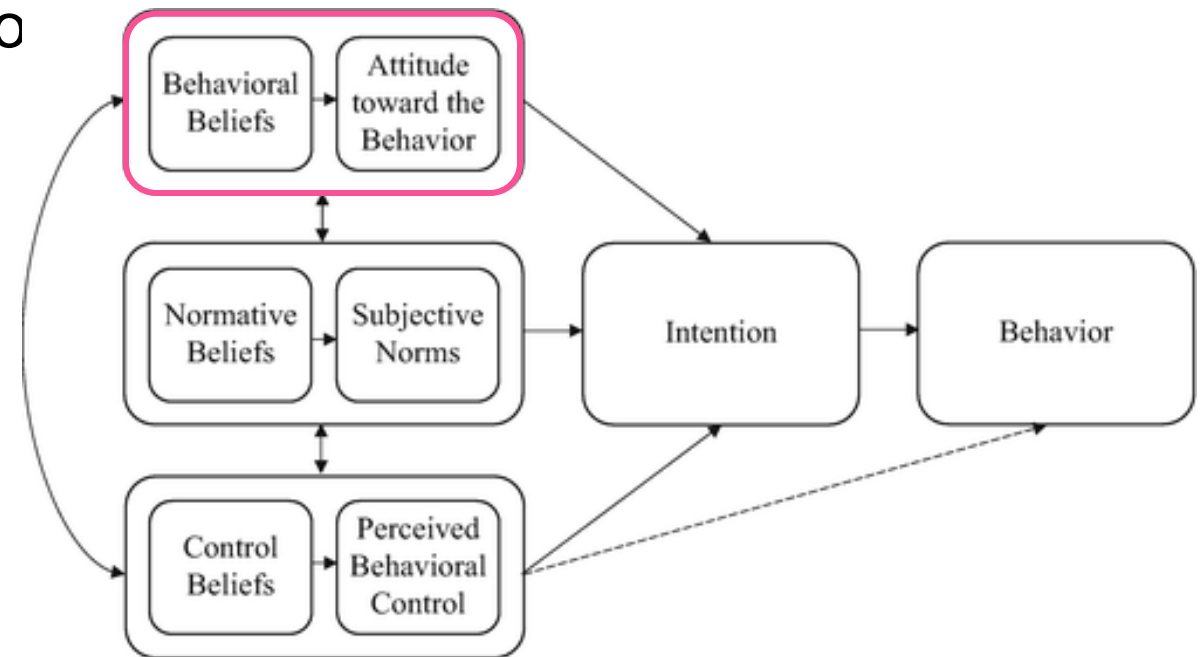 o
Behavioral
Beliefs
Attitude
toward the
Behavior
Normative
Beliefs
Subjective
Norms
Intention
Behavior
Control
Beliefs
Perceived
Behavioral
Control